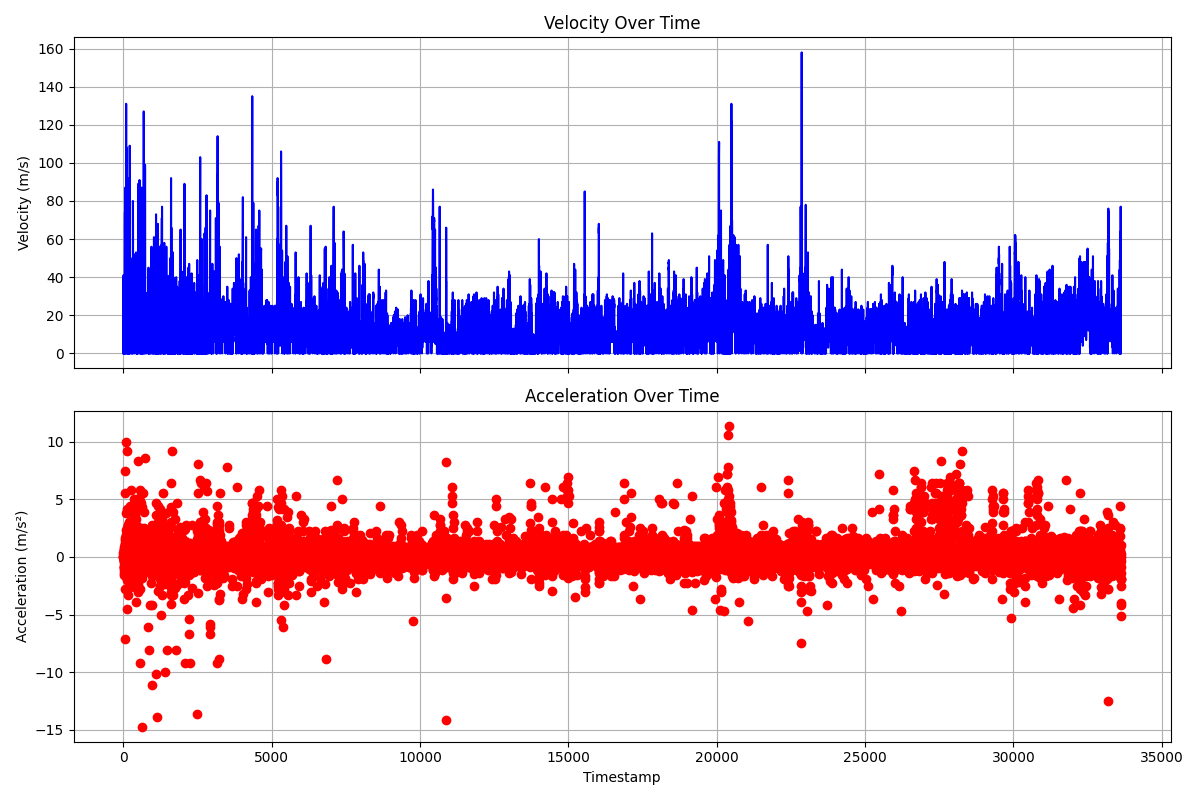 Velocity Over Time
160
140
120
100
80
60
40
20
0
Velocity (m/s)
Acceleration Over Time
10
5
0
−5
−10
−15
Acceleration (m/s²)
0 5000 10000 15000 20000 25000 30000 35000
Timestamp